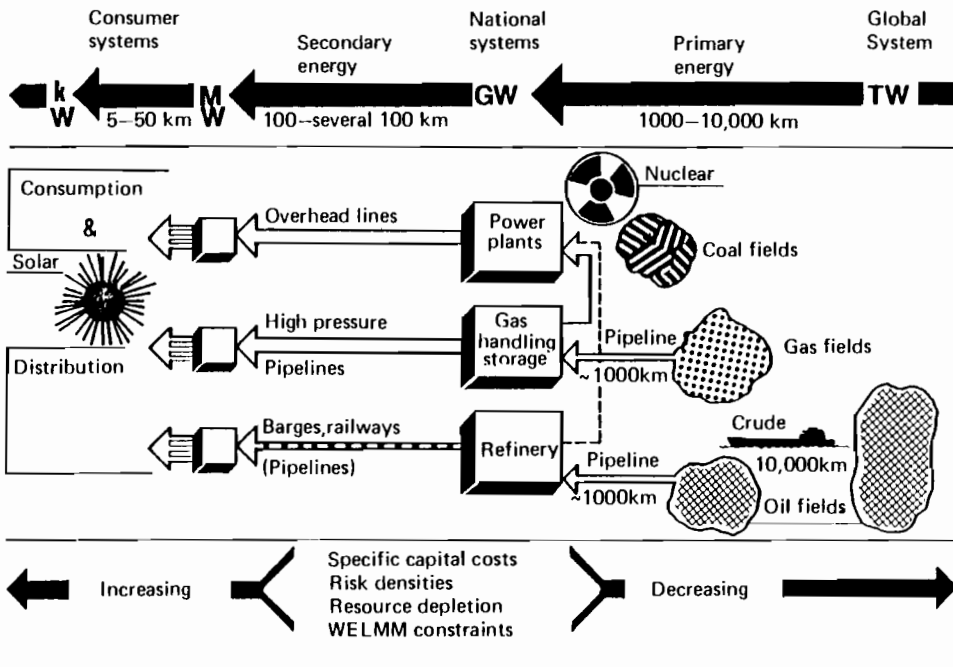 Consumer
systems
Secondary
energy
National
systems
Primary
energy
Global
System
k
W
5–50 km
M
W
100–several 100 km
GW
1000–10,000 km
TW
Consumption
&
Solar
Distribution
Overhead lines
Power
plants
Nuclear
Coal fields
High pressure
Pipelines
Gas
handling
storage
Pipeline
~1000km
Gas fields
Barges,railways
(Pipelines)
Refinery
Pipeline
~1000km
Crude
10,000km
Oil fields
Increasing
Specific capital costs
Risk densities
Resource depletion
WELMM constraints
Decreasing